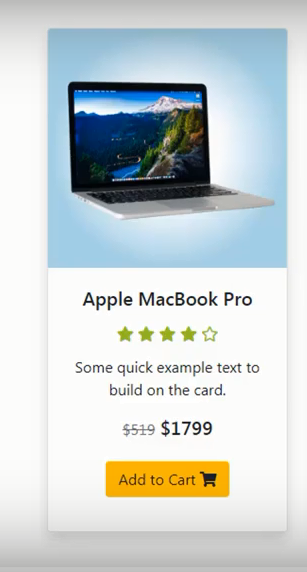 Apple MacBook Pro
Some quick example text to
build on the card.
$519 $1799
Add to Cart